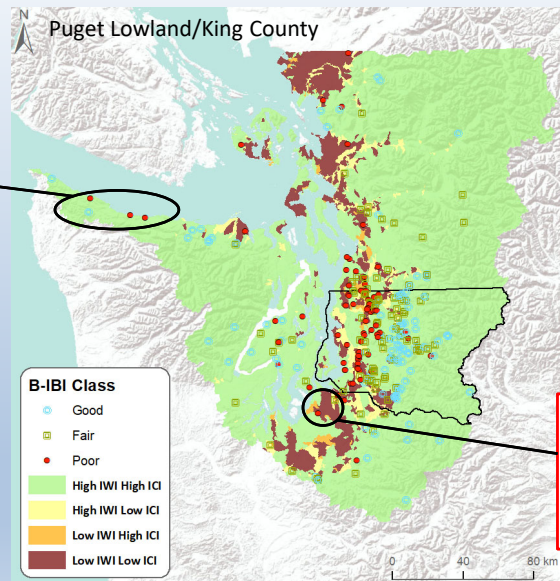 N
Puget Lowland/King County
B-IBI Class
Good
Fair
Poor
High IWI High ICI
High IWI Low ICI
Low IWI High ICI
Low IWI Low ICI
0 40 80 km